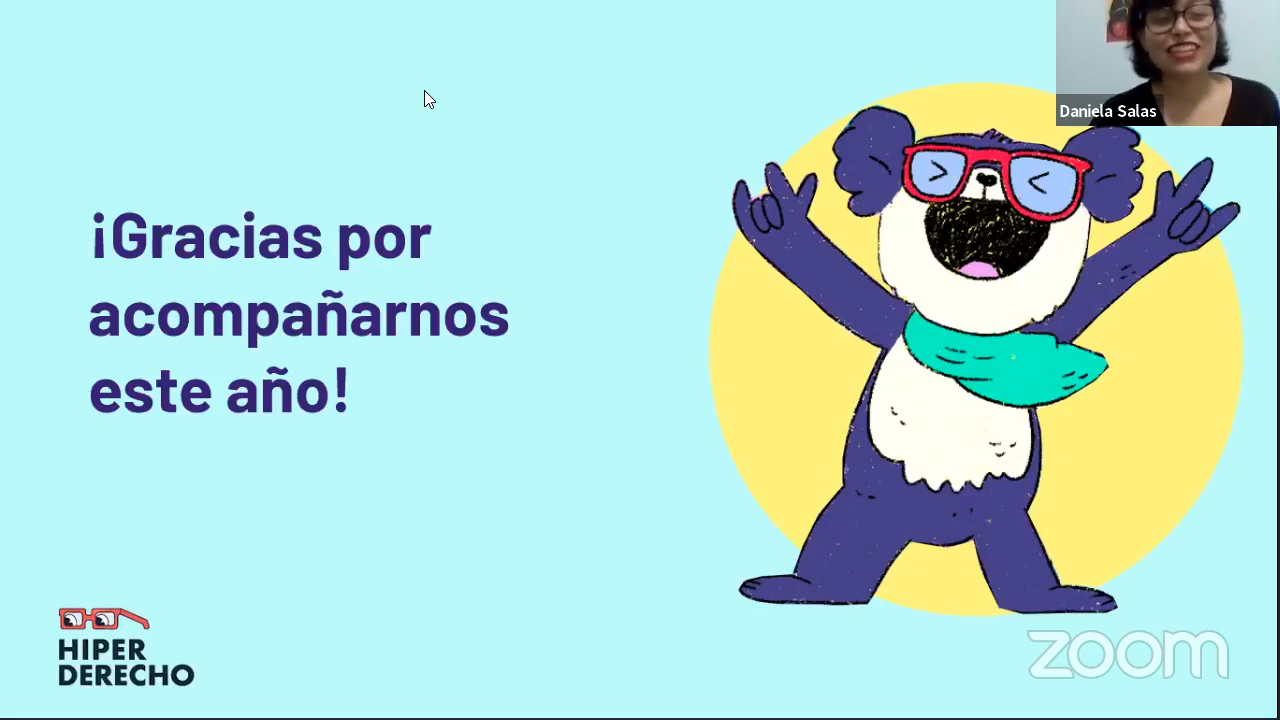 Daniela Salas
¡Gracias por
acompañarnos
este año!
HIPER
DERECHO
zoom